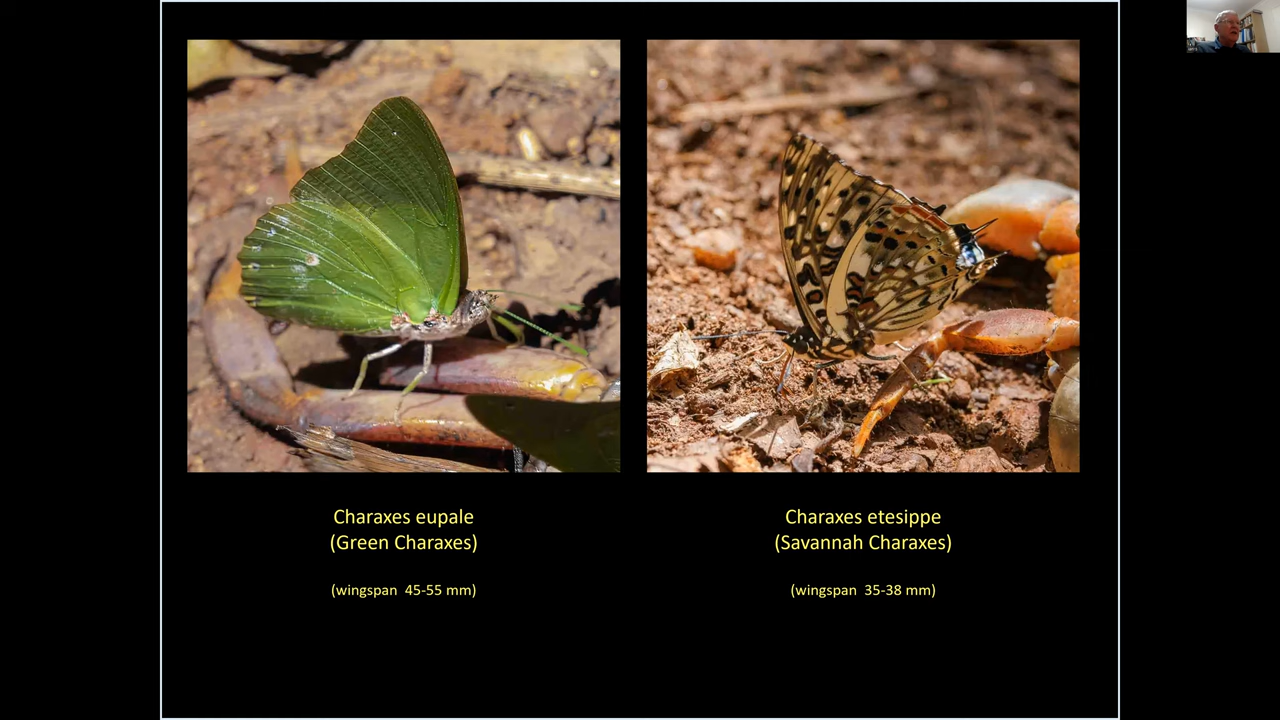 Charaxes eupale
(Green Charaxes)
(wingspan 45-55 mm)
Charaxes etesippe
(Savannah Charaxes)
(wingspan 35-38 mm)